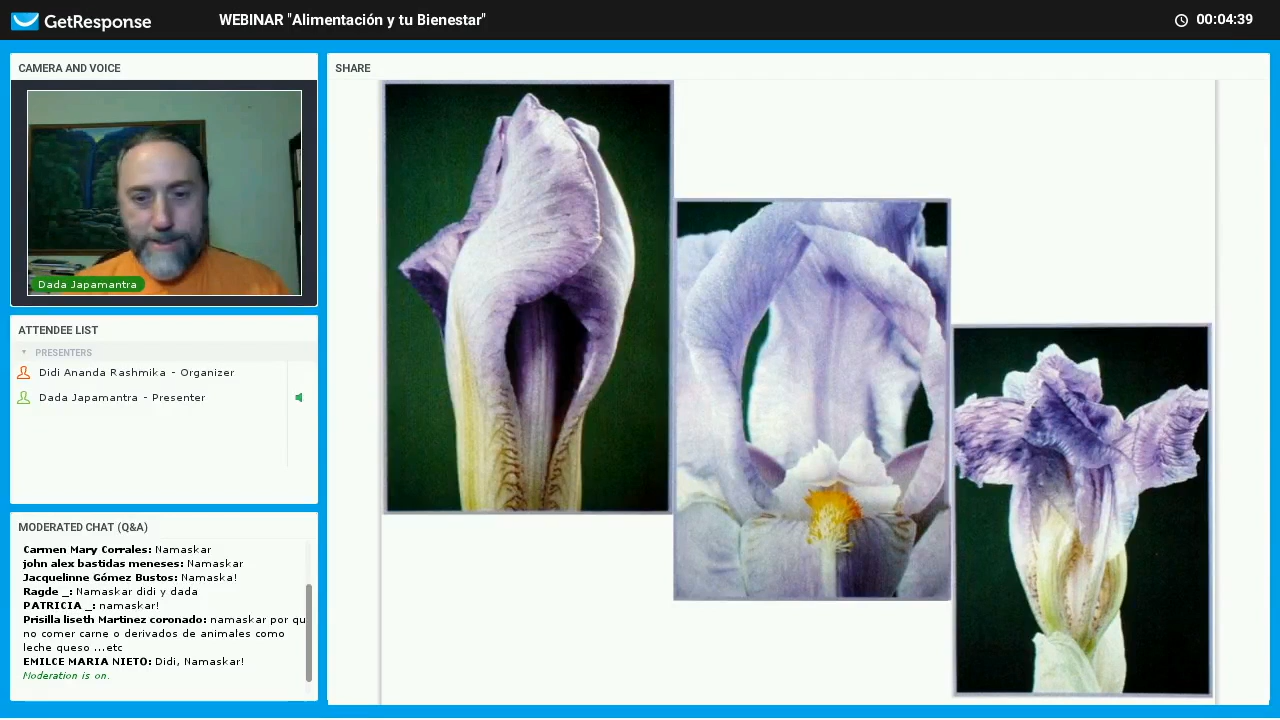 GetResponse
WEBINAR "Alimentación y tu Bienestar"
00:04:39
CAMERA AND VOICE
Dada Japamantra
ATTENDEE LIST
PRESENTERS
Didi Ananda Rashmika - Organizer
Dada Japamantra - Presenter
MODERATED CHAT (Q&A)
Carmen Mary Corrales: Namaskar
john alex bastidas meneses: Namaskar
Jacquelinne Gómez Bustos: Namaska!
Ragde _: Namaskar didi y dada
PATRICIA _: namaskar!
Prisilla liseth Martinez coronado: namaskar por qu
no comer carne o derivados de animales como
leche queso ...etc
EMILCE MARIA NIETO: Didi, Namaskar!
Moderation is on.
SHARE